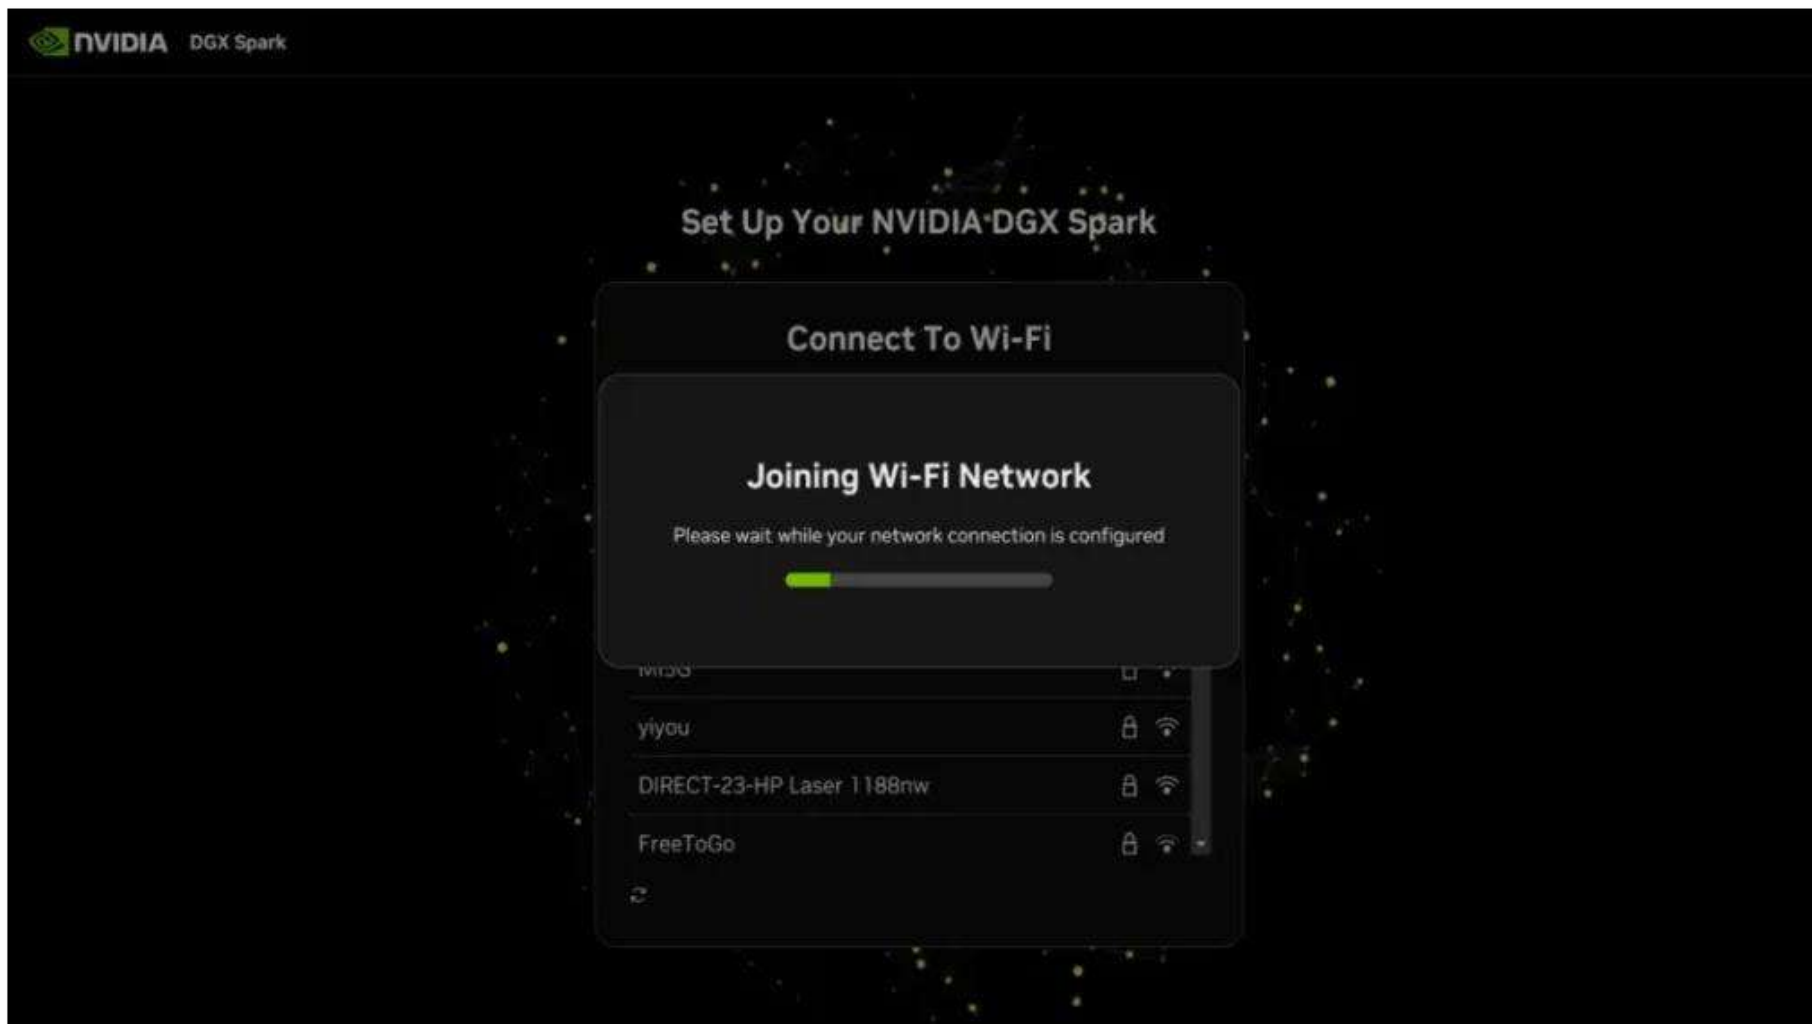 NVIDIA DGX Spark
Set Up Your NVIDIA DGX Spark
Connect To Wi-Fi
Joining Wi-Fi Network
Please wait while your network connection is configured
yiyou
DIRECT-23-HP Laser 1188nw
FreeToGo